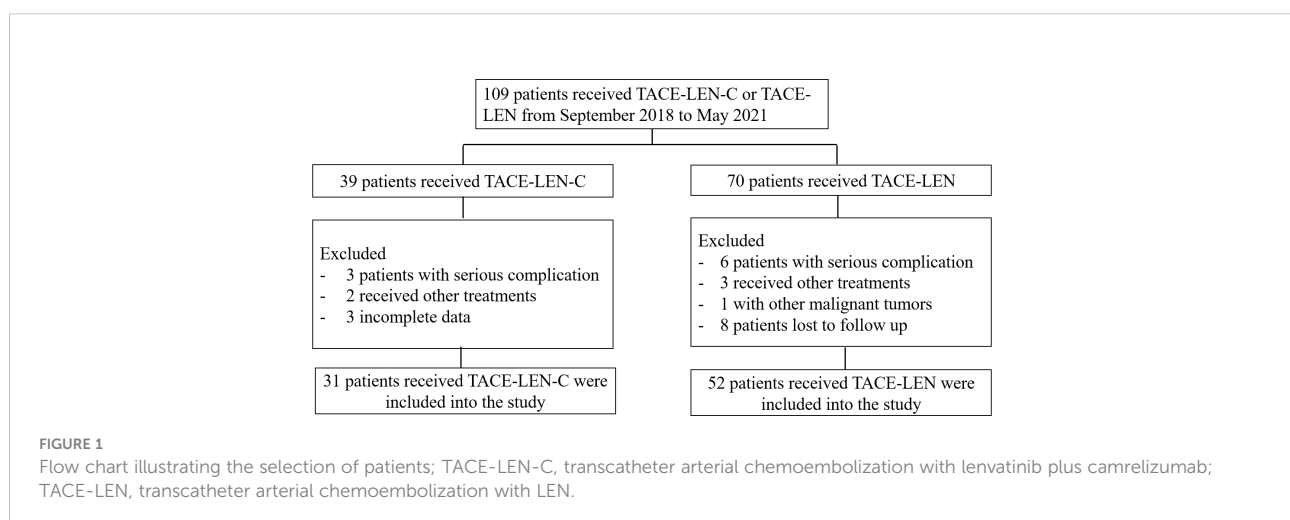 109 patients received TACE-LEN-C or TACE-
LEN from September 2018 to May 2021
39 patients received TACE-LEN-C
70 patients received TACE-LEN
Excluded
- 3 patients with serious complication
- 2 received other treatments
- 3 incomplete data
Excluded
- 6 patients with serious complication
- 3 received other treatments
- 1 with other malignant tumors
- 8 patients lost to follow up
31 patients received TACE-LEN-C were
included into the study
52 patients received TACE-LEN were
included into the study
FIGURE 1
Flow chart illustrating the selection of patients; TACE-LEN-C, transcatheter arterial chemoembolization with lenvatinib plus camrelizumab;
TACE-LEN, transcatheter arterial chemoembolization with LEN.